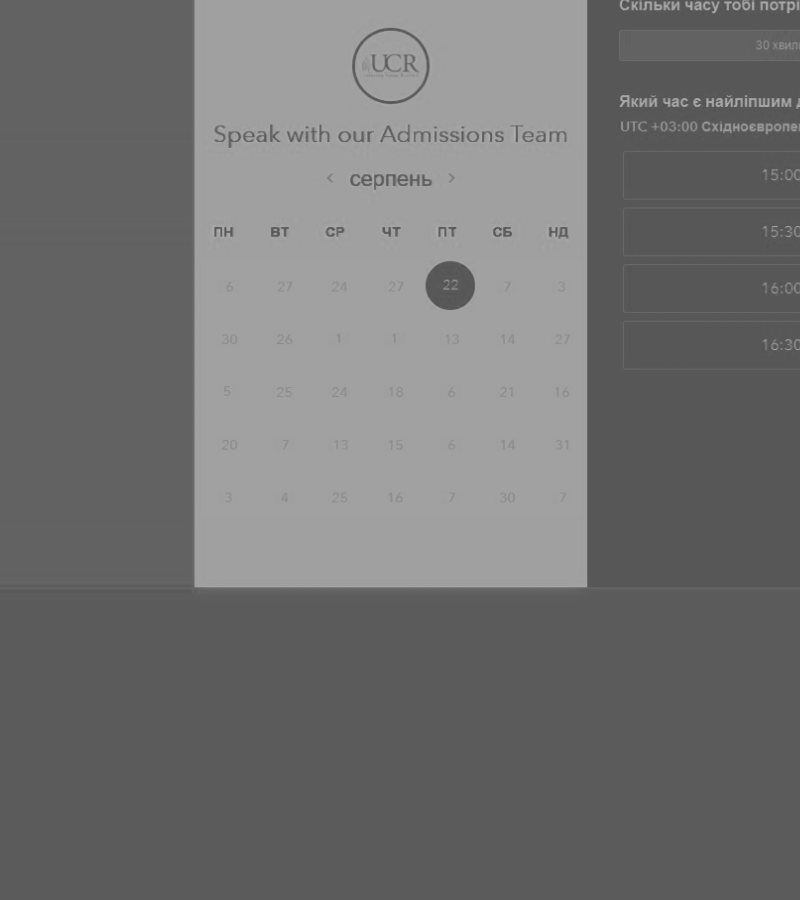 UCR
Speak with our Admissions Team
< серпень >
ПН ВТ СР ЧТ ПТ СБ НД
6 27 24 27 22 7 3
30 26 1 1 13 14 27
5 25 24 18 6 21 16
20 7 13 15 6 14 31
3 4 25 16 7 30 7
Скільки часу тобі
30
Який час є найліпшим
UTC +03:00
15:00
15:30
16:00
16:30